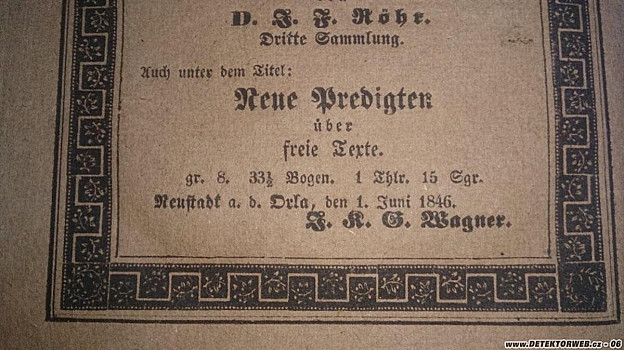 D. J. F. Röhr.
Dritte Sammlung.
Auch unter dem Titel:
Neue Predigten
über
freie Texte.
gr. 8. 33½ Bogen. 1 Thlr. 15 Sgr.
Neustadt a. d. Orla, den 1. Juni 1846.
J. K. G. Wagner.
www.DETEKTORWEB.cz - 06